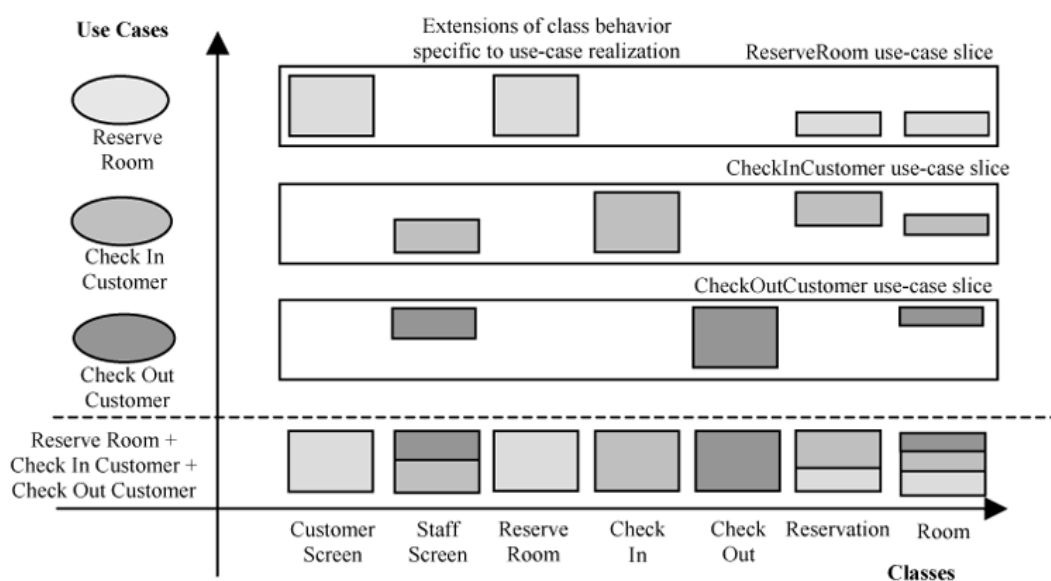 Use Cases
Extensions of class behavior
specific to use-case realization
ReserveRoom use-case slice
Reserve
Room
CheckInCustomer use-case slice
Check In
Customer
CheckOutCustomer use-case slice
Check Out
Customer
Reserve Room +
Check In Customer +
Check Out Customer
Customer
Screen
Staff
Screen
Reserve
Room
Check
In
Check
Out
Reservation
Room
Classes